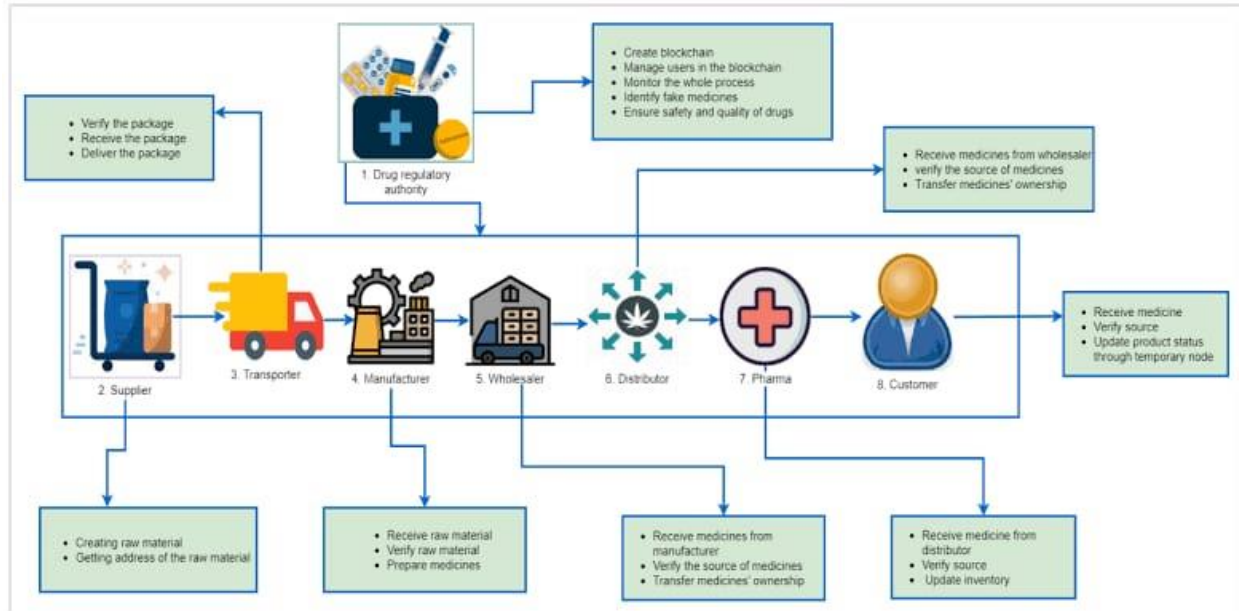 • Create blockchain
• Manage users in the blockchain
• Monitor the whole process
• Identify fake medicines
• Ensure safety and quality of drugs
• Verify the package
• Receive the package
• Deliver the package
1. Drug regulatory
authority
• Receive medicines from wholesaler
• verify the source of medicines
• Transfer medicines' ownership
2. Supplier
3. Transporter
4. Manufacturer
5. Wholesaler
6. Distributor
7. Pharma
8. Customer
• Receive medicine
• Verify source
• Update product status
through temporary node
• Creating raw material
• Getting address of the raw material
• Receive raw material
• Verify raw material
• Prepare medicines
• Receive medicines from
manufacturer
• Verify the source of medicines
• Transfer medicines' ownership
• Receive medicine from
distributor
• Verify source
• Update inventory